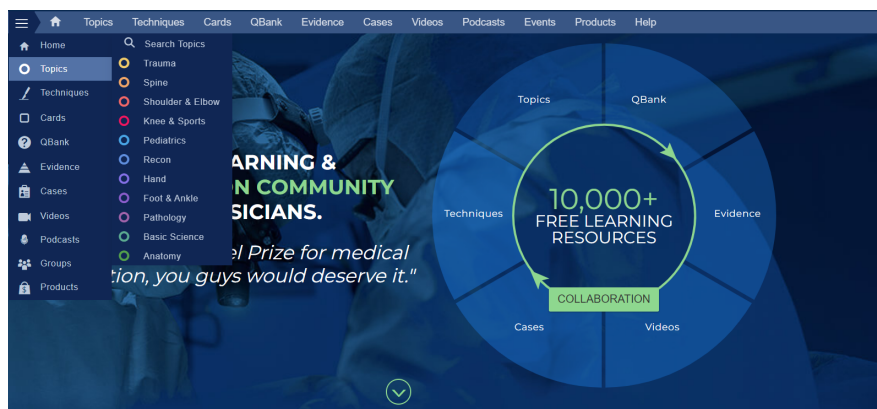 Topics Techniques Cards QBank Evidence Cases Videos Podcasts Events Products Help
Home
Topics
Techniques
Cards
QBank
Evidence
Cases
Videos
Podcasts
Groups
Products
Search Topics
Trauma
Spine
Shoulder & Elbow
Knee & Sports
Pediatrics
Recon
Hand
Foot & Ankle
Pathology
Basic Science
Anatomy
ARNING &
N COMMUNITY
SICIANS.
el Prize for medical
tion, you guys would deserve it."
Topics QBank
Techniques Evidence
10,000+
FREE LEARNING
RESOURCES
COLLABORATION
Cases Videos